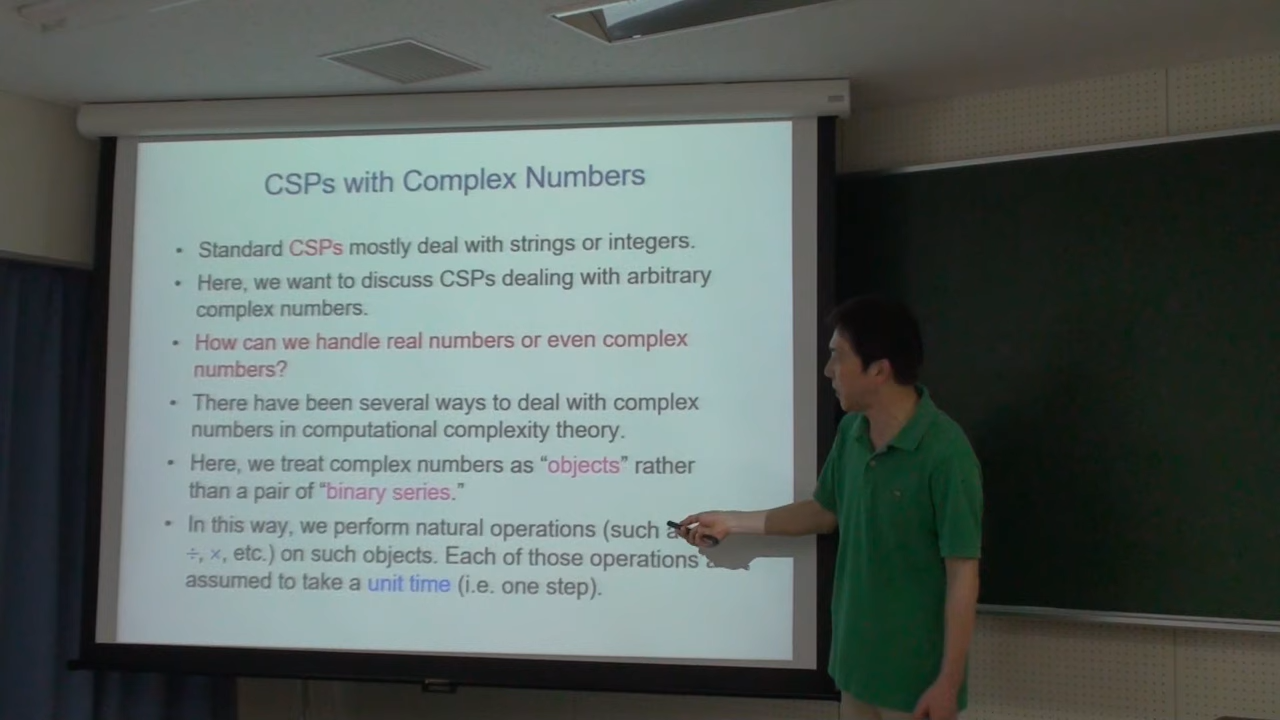 CSPs with Complex Numbers
• Standard CSPs mostly deal with strings or integers.
• Here, we want to discuss CSPs dealing with arbitrary
complex numbers.
• How can we handle real numbers or even complex
numbers?
• There have been several ways to deal with complex
numbers in computational complexity theory.
• Here, we treat complex numbers as “objects” rather
than a pair of “binary series.”
• In this way, we perform natural operations (such
÷, ×, etc.) on such objects. Each of those operations
assumed to take a unit time (i.e. one step).